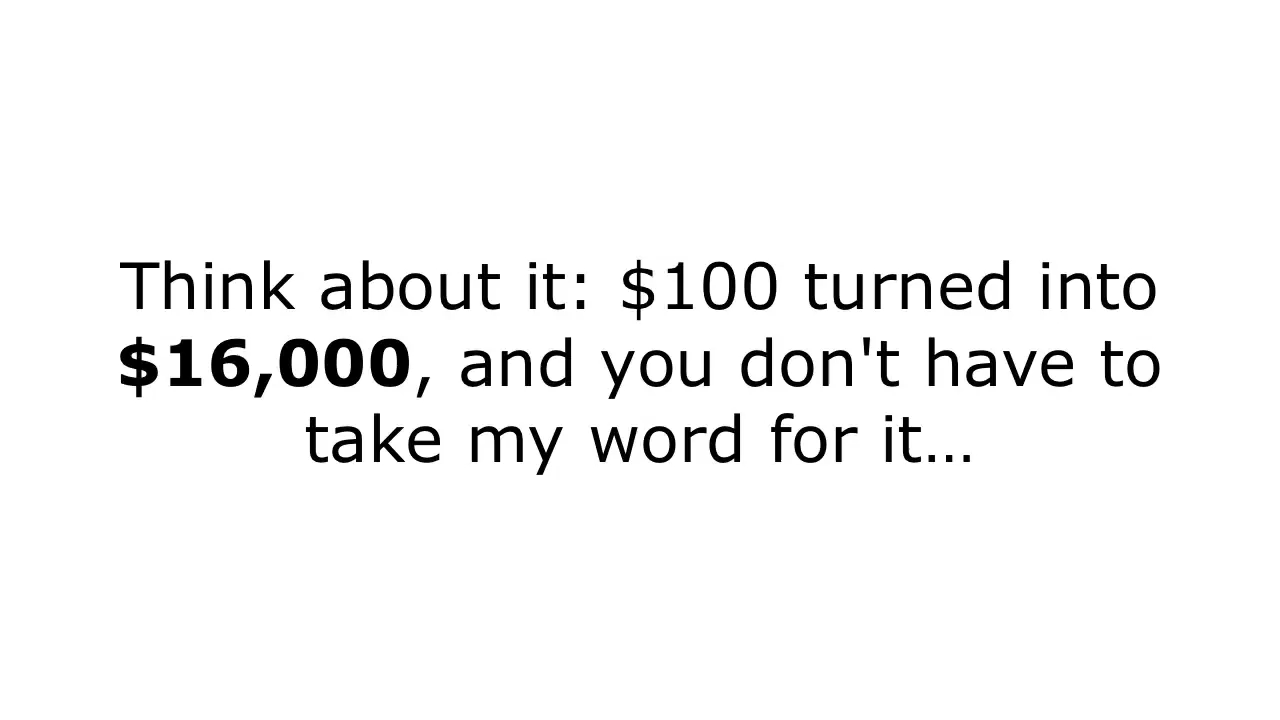 Think about it: $100 turned into
$16,000, and you don't have to
take my word for it…